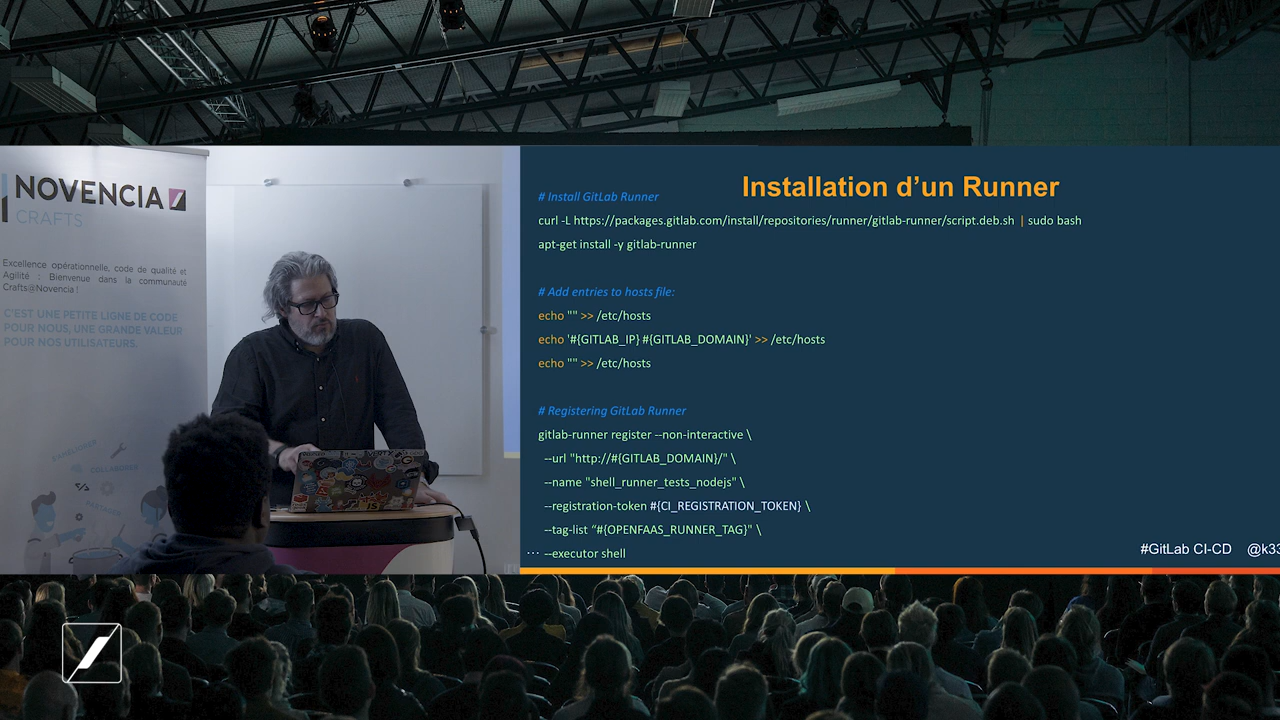 NOVENCIA
CRAFTS
Excellence opérationnelle, code de qualité et
Agilité : Bienvenue dans la communauté
Crafts@Novencia !
C'EST UNE PETITE LIGNE DE CODE
POUR NOUS, UNE GRANDE VALEUR
POUR NOS UTILISATEURS.
Installation d’un Runner
# Install GitLab Runner
curl -L https://packages.gitlab.com/install/repositories/runner/gitlab-runner/script.deb.sh | sudo bash
apt-get install -y gitlab-runner
# Add entries to hosts file:
echo "" >> /etc/hosts
echo '#{GITLAB_IP} #{GITLAB_DOMAIN}' >> /etc/hosts
echo "" >> /etc/hosts
# Registering GitLab Runner
gitlab-runner register --non-interactive \
--url "http://#{GITLAB_DOMAIN}/" \
--name "shell_runner_tests_nodejs" \
--registration-token #{CI_REGISTRATION_TOKEN} \
--tag-list “#{OPENFAAS_RUNNER_TAG}" \
... --executor shell
#GitLab CI-CD @k33